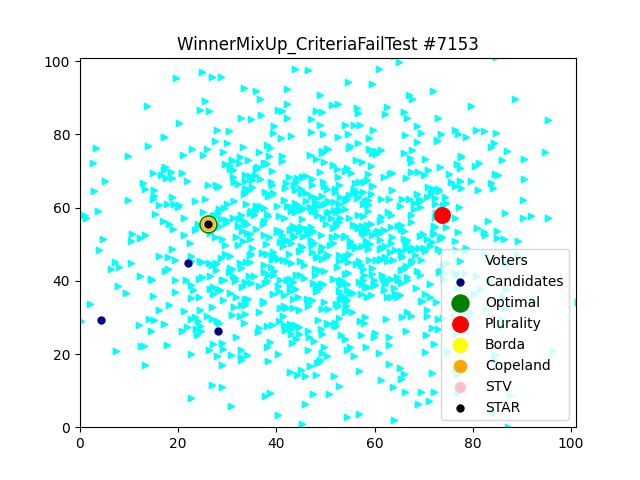 WinnerMixUp_CriteriaFailTest #7153
100
80
60
40
20
0
0 20 40 60 80 100
Voters
Candidates
Optimal
Plurality
Borda
Copeland
STV
STAR